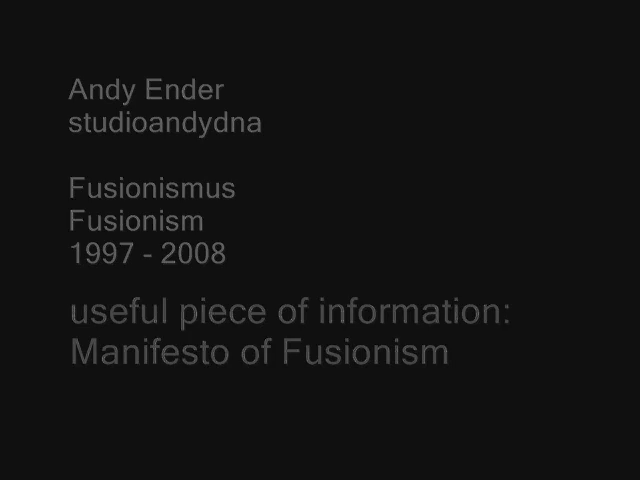 Andy Ender
studioandydna
Fusionismus
Fusionism
1997 - 2008
useful piece of information:
Manifesto of Fusionism